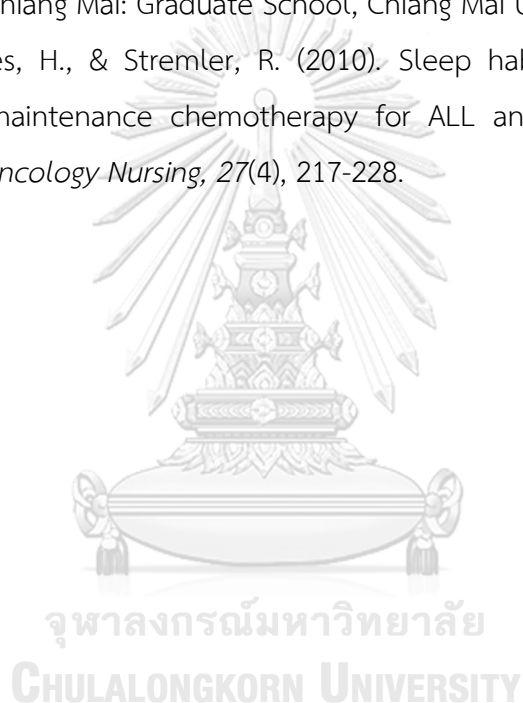 hiang Mai: Graduate School, Chiang Mai U
es, H., & Stremler, R. (2010). Sleep hab
maintenance chemotherapy for ALL an
ncology Nursing, 27(4), 217-228.
จุฬาลงกรณ์มหาวิทยาลัย
CHULALONGKORN UNIVERSITY